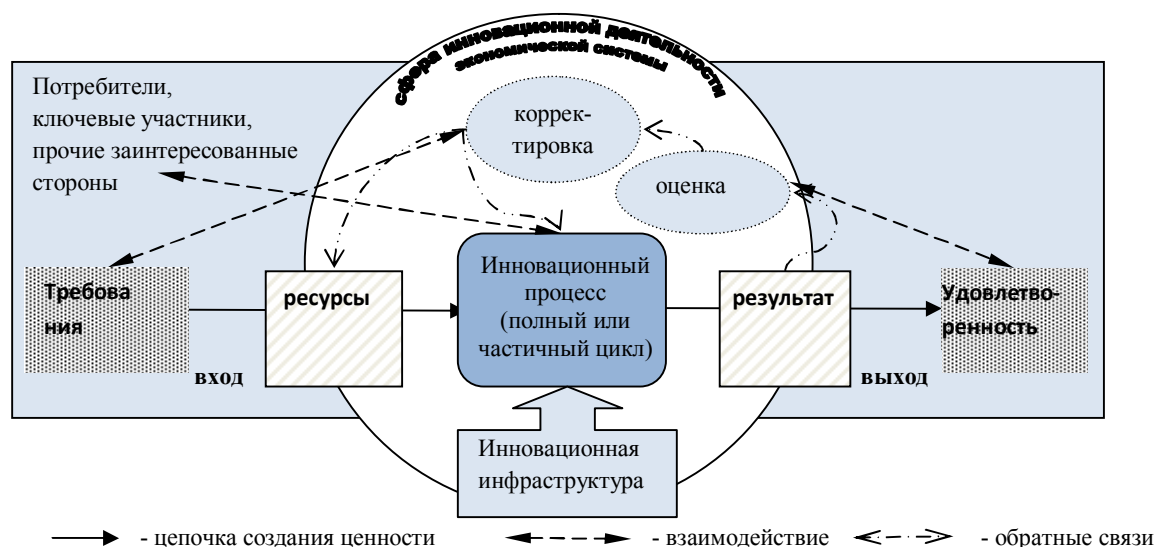 сфера инновационной деятельности
экономической системы
Потребители,
ключевые участники,
прочие заинтересованные
стороны
коррек-
тировка
оценка
Требова
ния
ресурсы
Инновационный
процесс
(полный или
частичный цикл)
результат
Удовлетво-
ренность
вход
выход
Инновационная
инфраструктура
- цепочка создания ценности
- взаимодействие
- обратные связи